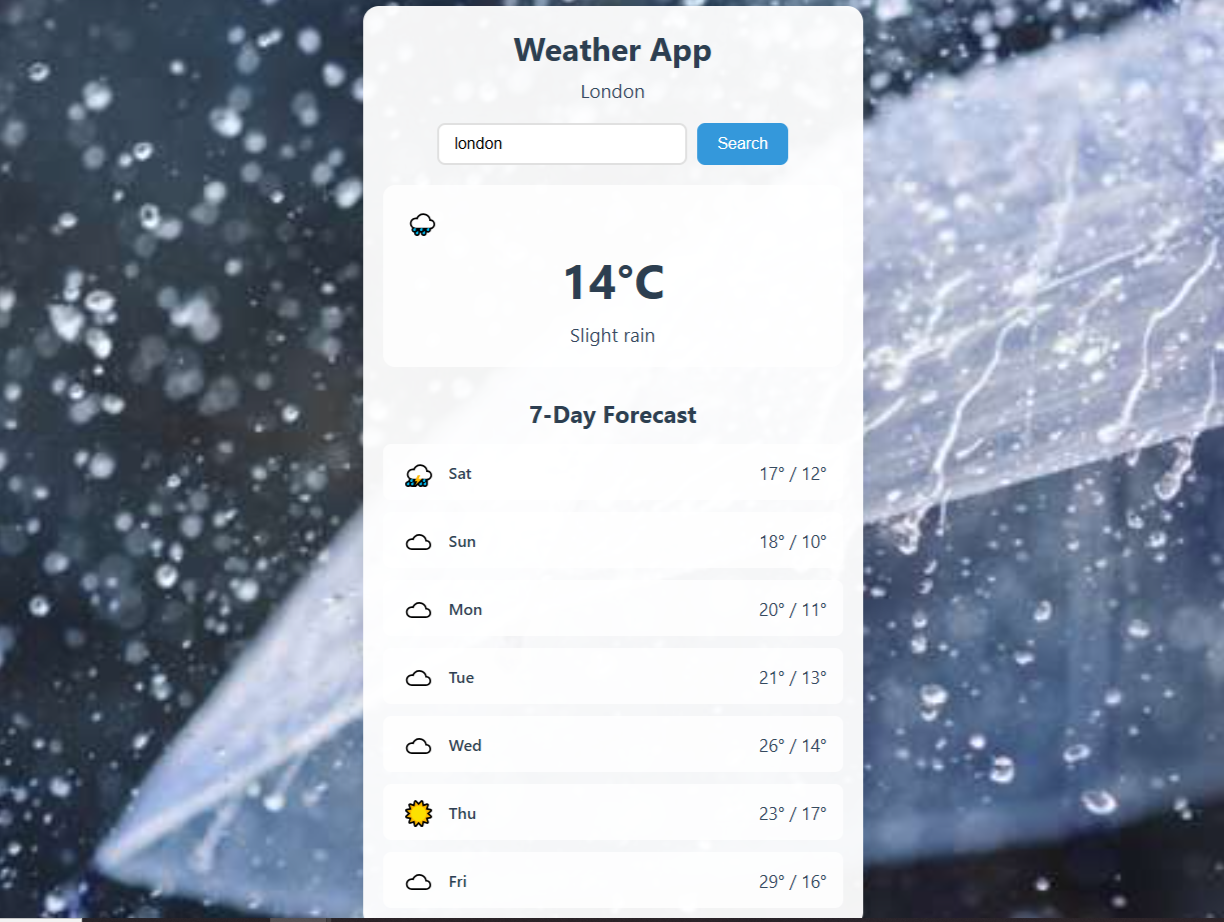 Weather App
London
london Search
14°C
Slight rain
7-Day Forecast
Sat 17° / 12°
Sun 18° / 10°
Mon 20° / 11°
Tue 21° / 13°
Wed 26° / 14°
Thu 23° / 17°
Fri 29° / 16°